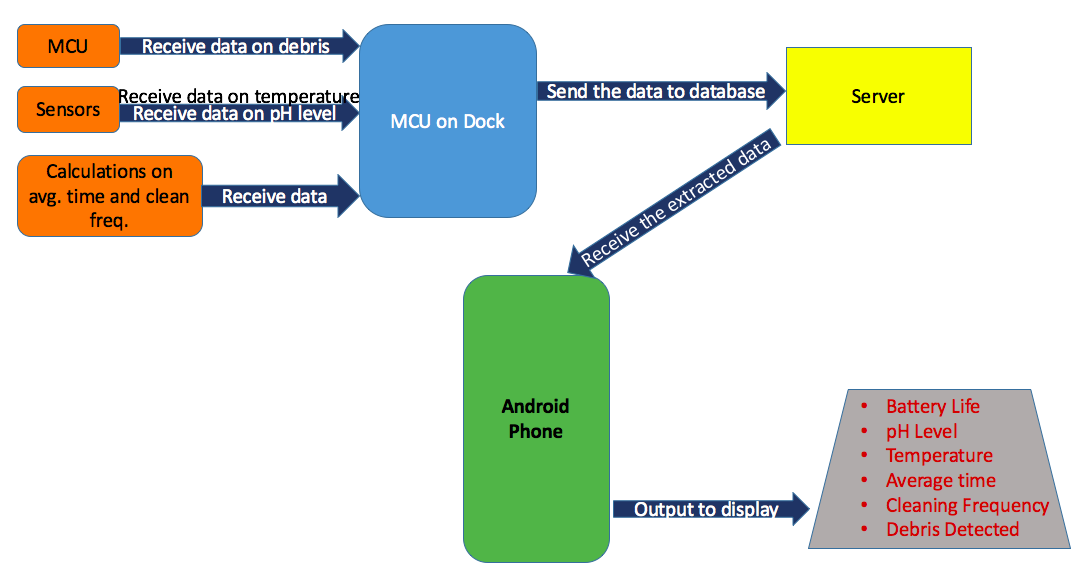 MCU
Receive data on debris
Sensors
Receive data on temperature
Receive data on pH level
Calculations on
avg. time and clean
freq.
Receive data
MCU on Dock
Send the data to database
Server
Receive the extracted data
Android
Phone
Output to display
• Battery Life
• pH Level
• Temperature
• Average time
• Cleaning Frequency
• Debris Detected